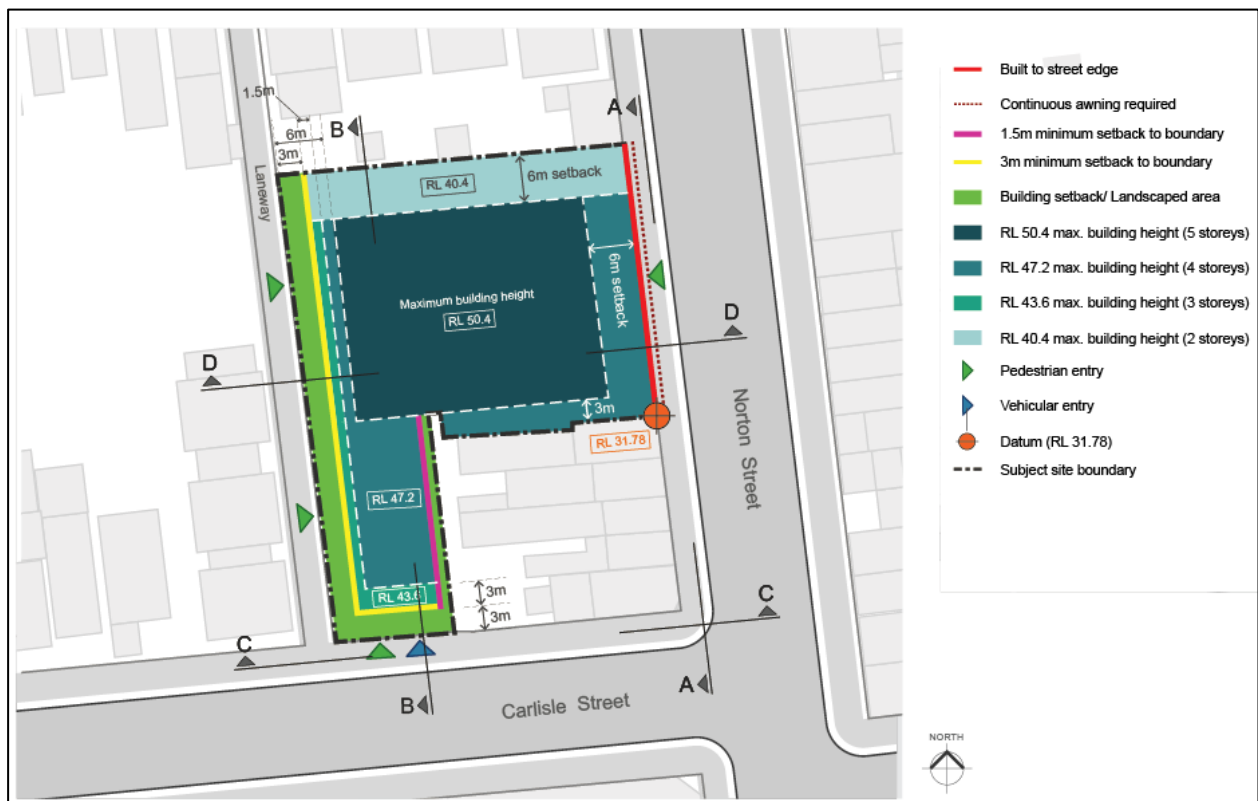 1.5m
6m
3m
A
B
Laneway
RL 40.4
6m setback
6m setback
Maximum building height
RL 50.4
D
D
3m
RL 31.78
Norton Street
RL 47.2
RL 43.6
3m
3m
C
C
B
A
Carlisle Street
Built to street edge
Continuous awning required
1.5m minimum setback to boundary
3m minimum setback to boundary
Building setback/ Landscaped area
RL 50.4 max. building height (5 storeys)
RL 47.2 max. building height (4 storeys)
RL 43.6 max. building height (3 storeys)
RL 40.4 max. building height (2 storeys)
Pedestrian entry
Vehicular entry
Datum (RL 31.78)
Subject site boundary
NORTH